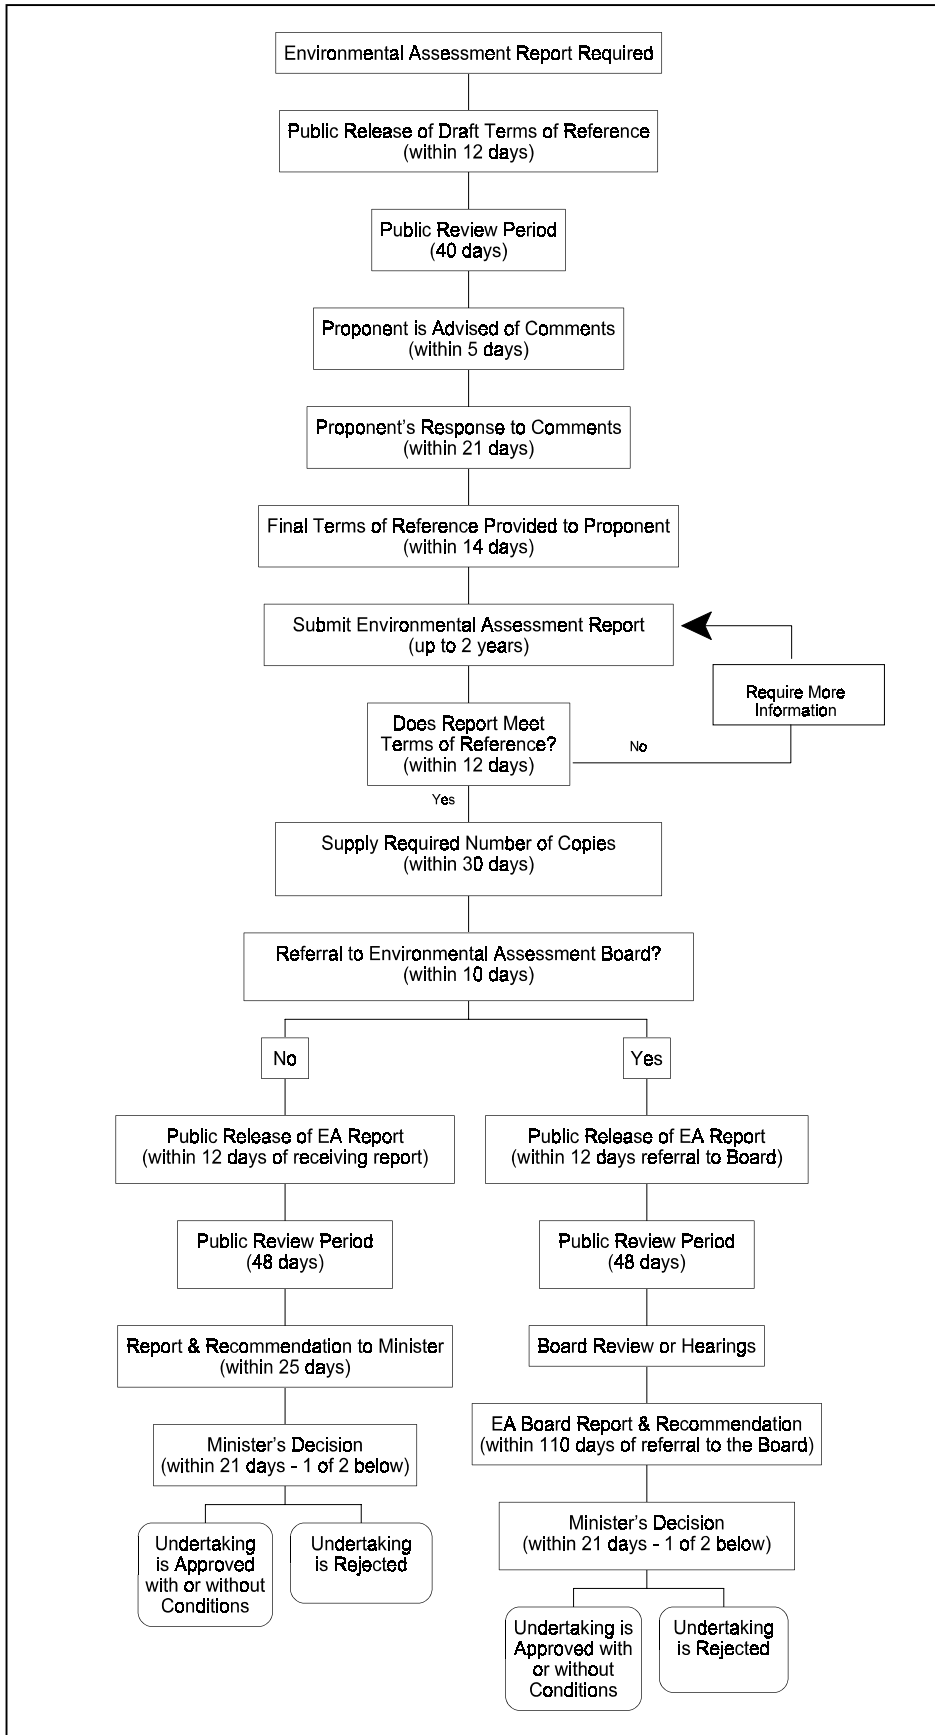 Environmental Assessment Report Required
Public Release of Draft Terms of Reference
(within 12 days)
Public Review Period
(40 days)
Proponent is Advised of Comments
(within 5 days)
Proponent's Response to Comments
(within 21 days)
Final Terms of Reference Provided to Proponent
(within 14 days)
Submit Environmental Assessment Report
(up to 2 years)
Require More
Information
Does Report Meet
Terms of Reference?
(within 12 days)
No
Yes
Supply Required Number of Copies
(within 30 days)
Referral to Environmental Assessment Board?
(within 10 days)
No
Public Release of EA Report
(within 12 days of receiving report)
Public Review Period
(48 days)
Report & Recommendation to Minister
(within 25 days)
Minister's Decision
(within 21 days - 1 of 2 below)
Undertaking
is Approved
with or without
Conditions
Undertaking
is Rejected
Yes
Public Release of EA Report
(within 12 days referral to Board)
Public Review Period
(48 days)
Board Review or Hearings
EA Board Report & Recommendation
(within 110 days of referral to the Board)
Minister's Decision
(within 21 days - 1 of 2 below)
Undertaking is
Approved with
or without
Conditions
Undertaking
is Rejected